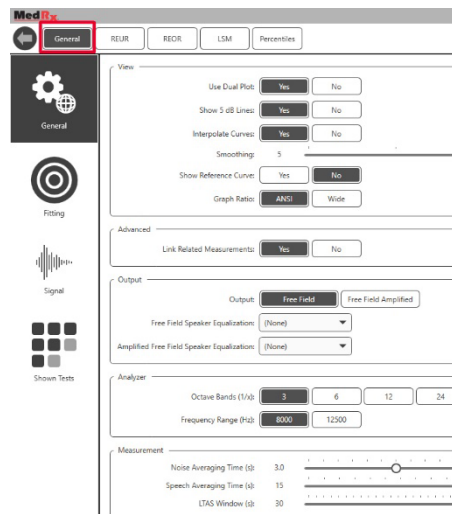 MedRx
General REUR REOR LSM Percentiles
General
Fitting
Signal
Shown Tests
View
Use Dual Plot: Yes No
Show 5 dB Lines: Yes No
Interpolate Curves: Yes No
Smoothing: 5
Show Reference Curve: Yes No
Graph Ratio: ANSI Wide
Advanced
Link Related Measurements: Yes No
Output
Output: Free Field Free Field Amplified
Free Field Speaker Equalization: (None)
Amplified Free Field Speaker Equalization: (None)
Analyzer
Octave Bands (1/x): 3 6 12 24
Frequency Range (Hz): 8000 12500
Measurement
Noise Averaging Time (s): 3.0
Speech Averaging Time (s): 15
LTAS Window (s): 30